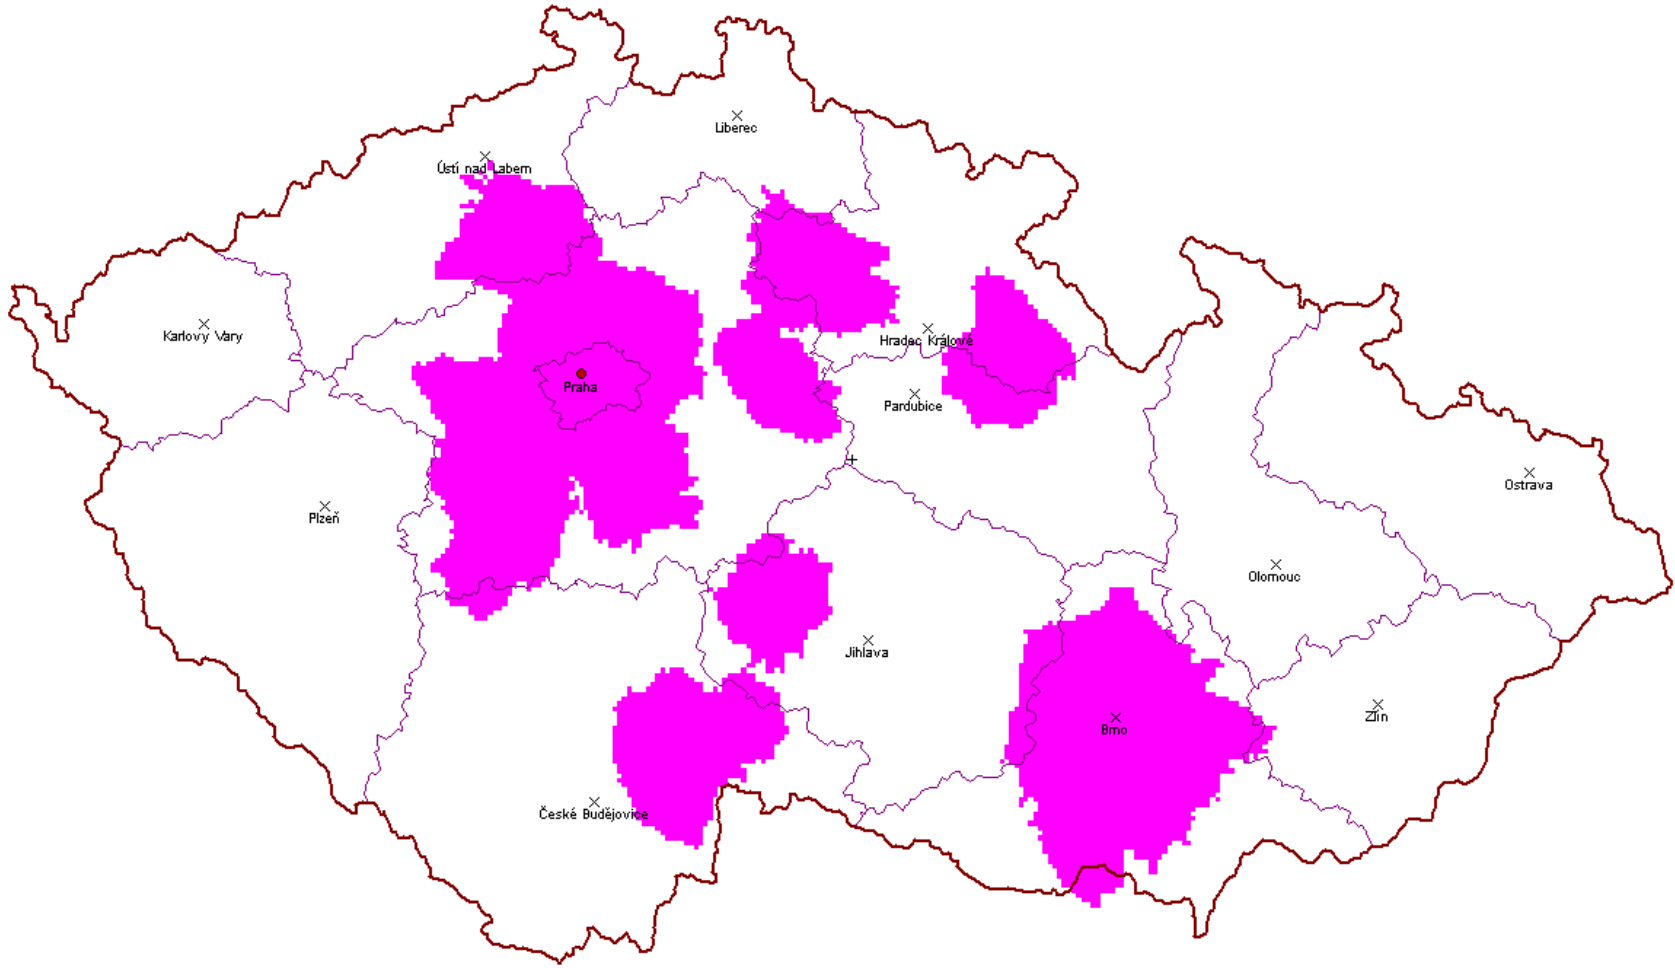 Liberec
Ústí nad Labem
Karlovy Vary
Hradec Králové
Praha
Pardubice
Ostrava
Plzeň
Olomouc
Jihlava
Zlín
Brno
České Budějovice